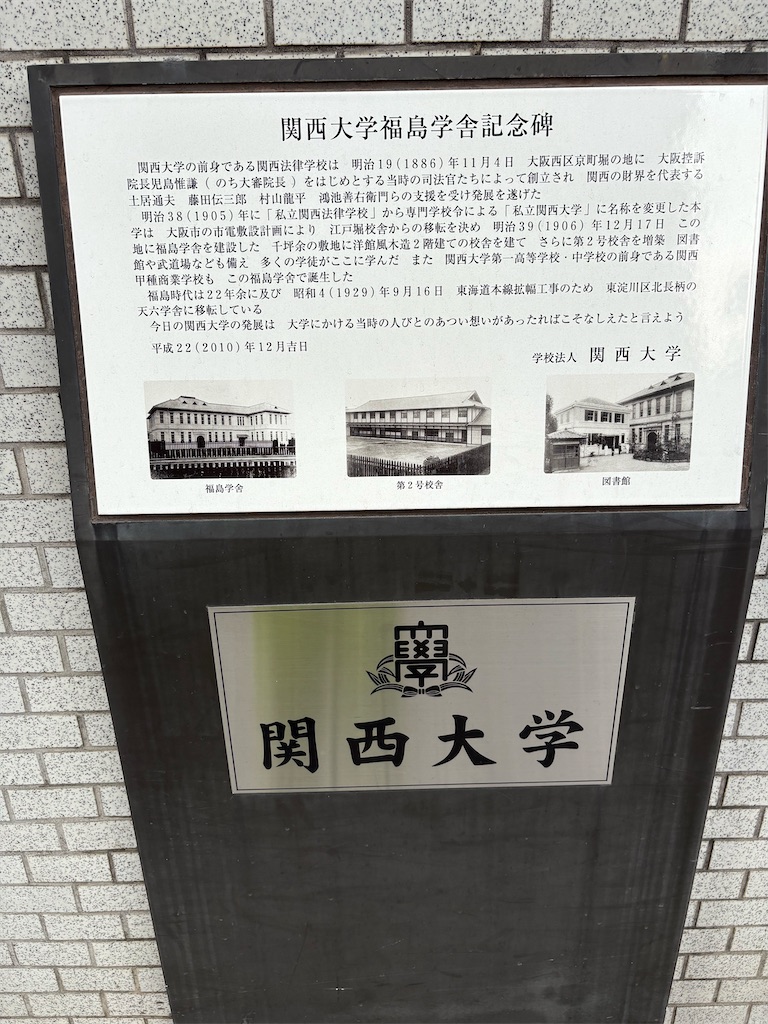 関西大学福島学舎記念碑
関西大学の前身である関西法律学校は 明治19(1886)年11月4日 大阪西区京町堀の地に 大阪控訴
院長児島惟謙(のち大審院長)をはじめとする当時の司法官たちによって創立され 関西の財界を代表する
土居通夫 藤田伝三郎 村山龍平 鴻池善右衛門らの支援を受け発展を遂げた
明治38(1905)年に「私立関西法律学校」から専門学校令による「私立関西大学」に名称を変更した本
学は 大阪市の市電敷設計画により 江戸堀校舎からの移転を決め 明治39(1906)年12月17日 この
地に福島学舎を建設した 千坪余の敷地に洋館風木造2階建ての校舎を建て さらに第2号校舎を増築 図書
館や武道場なども備え 多くの学徒がここに学んだ また 関西大学第一高等学校・中学校の前身である関西
甲種商業学校も この福島学舎で誕生した
福島時代は22年余に及び 昭和4(1929)年9月16日 東海道本線拡幅工事のため 東淀川区北長柄の
天六学舎に移転している
今日の関西大学の発展は 大学にかける当時の人びとのあつい想いがあったればこそなしえたと言えよう
平成22(2010)年12月吉日
学校法人 関西大学
福島学舎
第2号校舎
図書館
學
関西大学